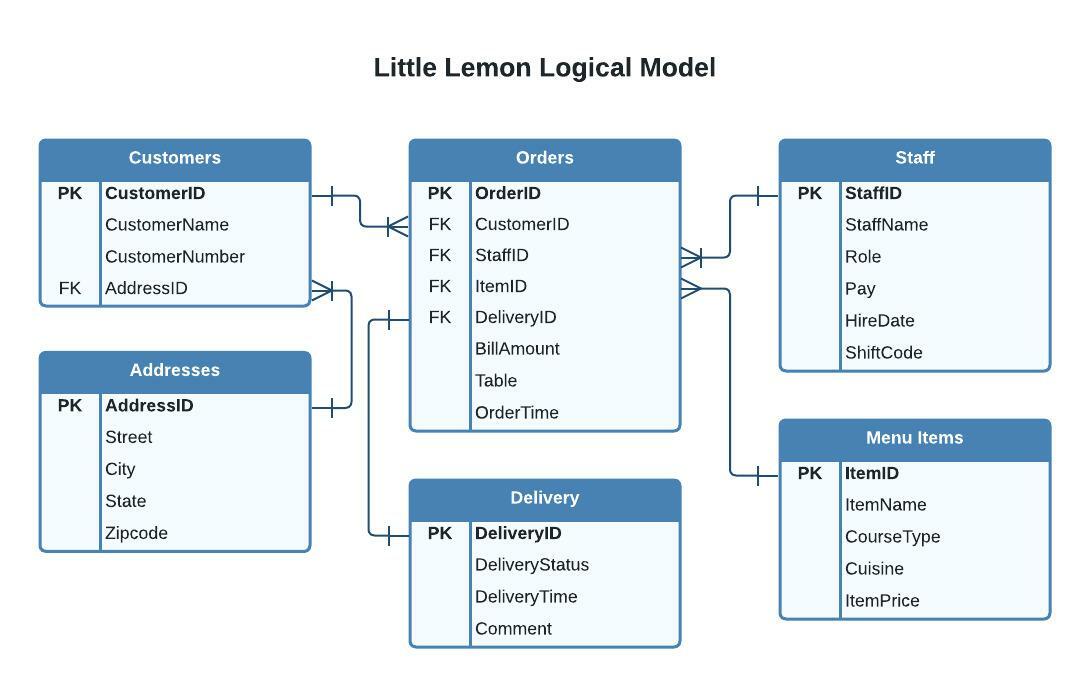 Little Lemon Logical Model
Customers
PK CustomerID
CustomerName
CustomerNumber
FK AddressID
Addresses
PK AddressID
Street
City
State
Zipcode
Orders
PK OrderID
FK CustomerID
FK StaffID
FK ItemID
FK DeliveryID
BillAmount
Table
OrderTime
Delivery
PK DeliveryID
DeliveryStatus
DeliveryTime
Comment
Staff
PK StaffID
StaffName
Role
Pay
HireDate
ShiftCode
Menu Items
PK ItemID
ItemName
CourseType
Cuisine
ItemPrice